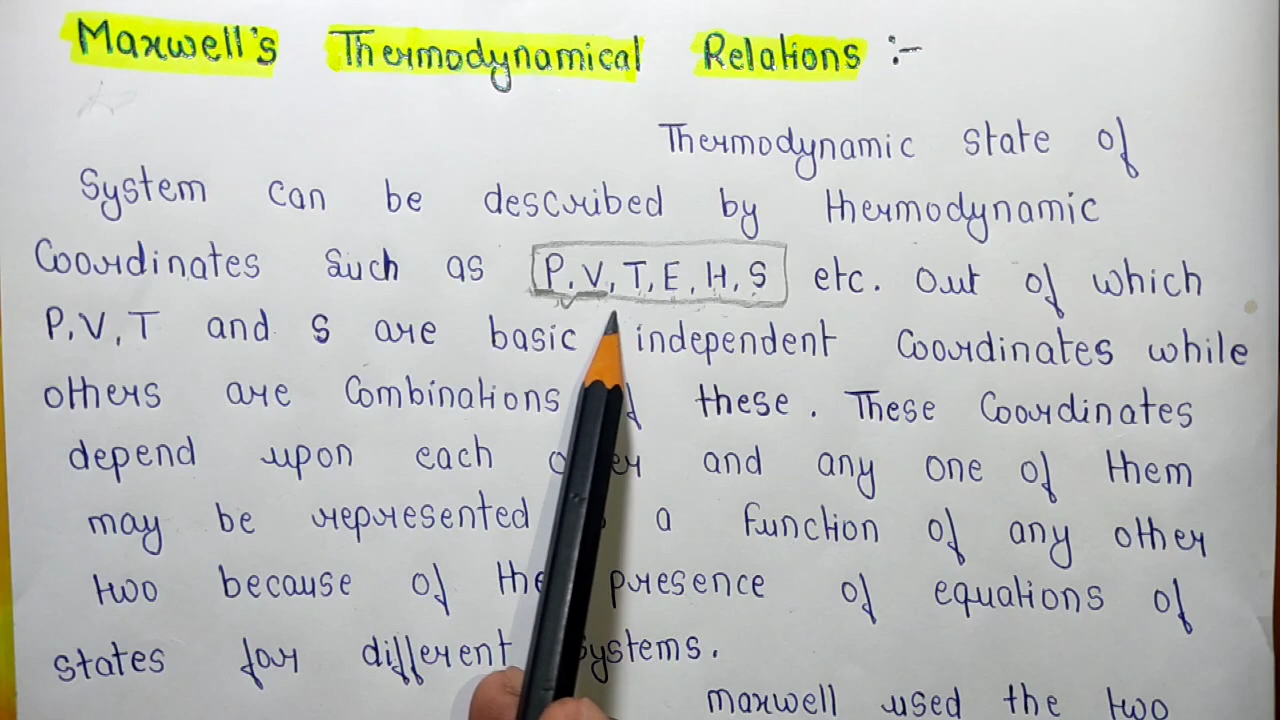 Maxwell's Thermodynamical Relations :-
Thermodynamic state of
System can be described by thermodynamic
Coordinates such as P, V, T, E, H, S etc. out of which
P, V, T and S are basic independent Coordinates while
others are Combinations of these. These Coordinates
depend upon each other and any one of them
may be represented a function of any other
two because of the presence of equations of
states for different systems.
Maxwell used the two